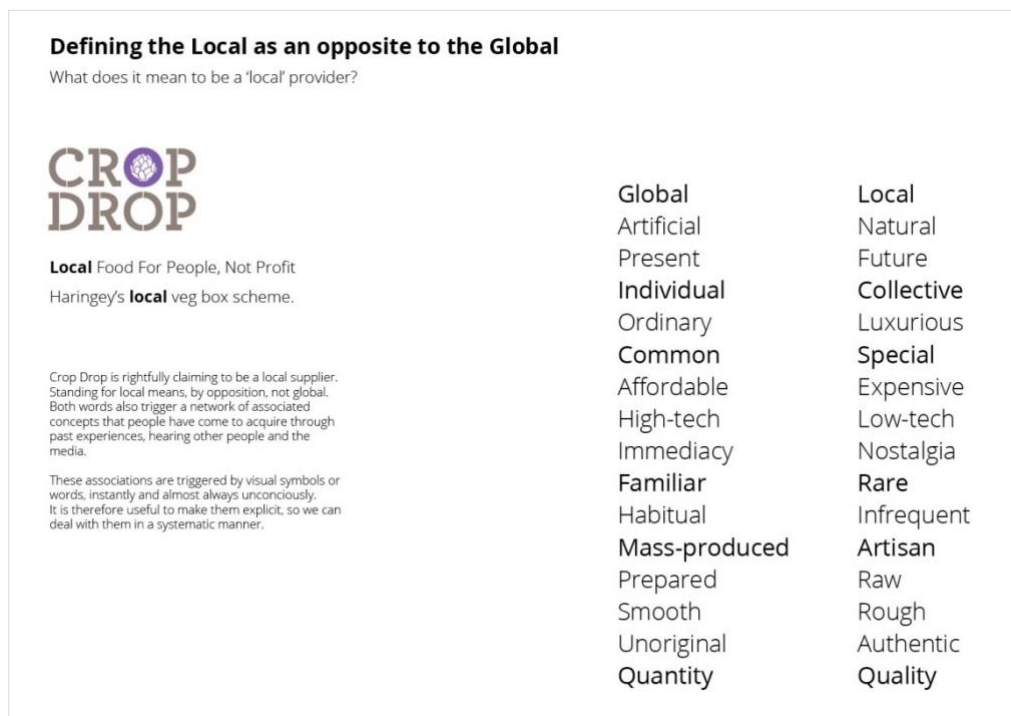 Defining the Local as an opposite to the Global
What does it mean to be a 'local' provider?
CROP
DROP
Local Food For People, Not Profit
Haringey's local veg box scheme.
Crop Drop is rightfully claiming to be a local supplier.
Standing for local means, by opposition, not global.
Both words also trigger a network of associated
concepts that people have come to acquire through
past experiences, hearing other people and the
media.
These associations are triggered by visual symbols or
words, instantly and almost always unconciously.
It is therefore useful to make them explicit, so we can
deal with them in a systematic manner.
Global Local
Artificial Natural
Present Future
Individual Collective
Ordinary Luxurious
Common Special
Affordable Expensive
High-tech Low-tech
Immediacy Nostalgia
Familiar Rare
Habitual Infrequent
Mass-produced Artisan
Prepared Raw
Smooth Rough
Unoriginal Authentic
Quantity Quality